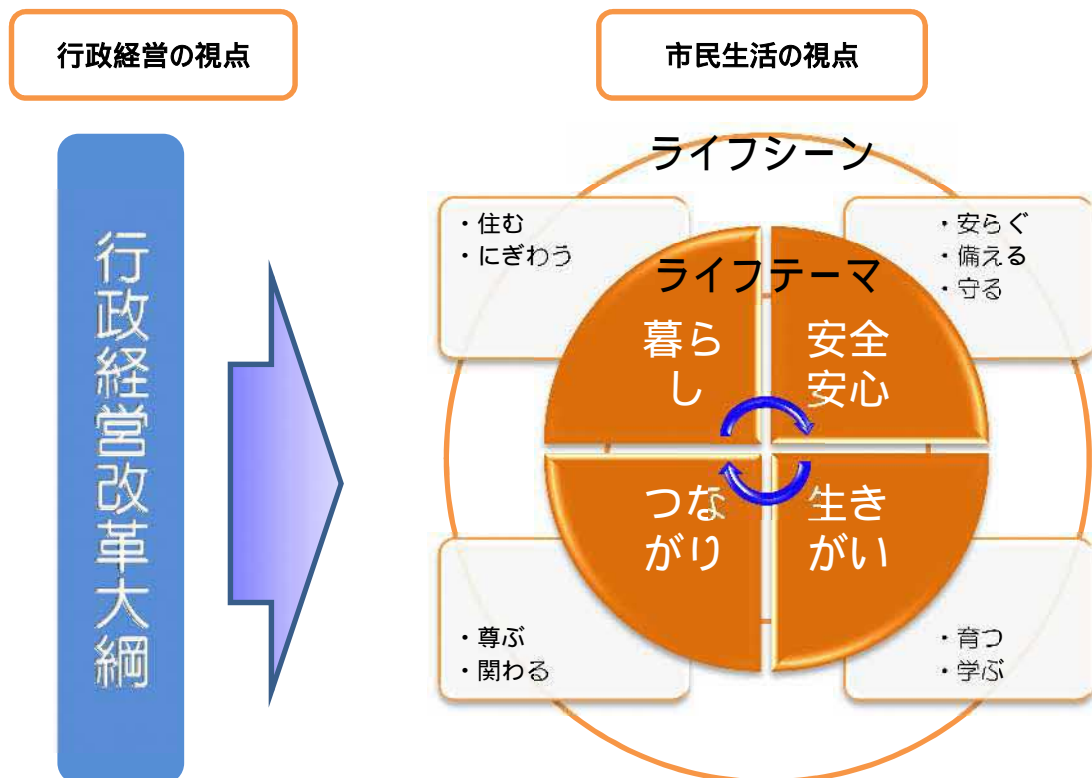 行政経営の視点
市民生活の視点
行政経営改革大綱
ライフシーン
・住む
・にぎわう
・安らぐ
・備える
・守る
ライフテーマ
暮ら
し
安全
安心
つな
がり
生き
がい
・尊ぶ
・関わる
・育つ
・学ぶ